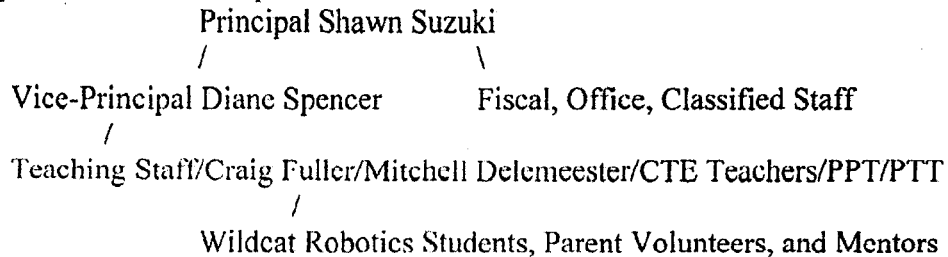 Principal Shawn Suzuki
/ \
Vice-Principal Diane Spencer Fiscal, Office, Classified Staff
/
Teaching Staff/Craig Fuller/Mitchell Delemeester/CTE Teachers/PPT/PTT
/
Wildcat Robotics Students, Parent Volunteers, and Mentors